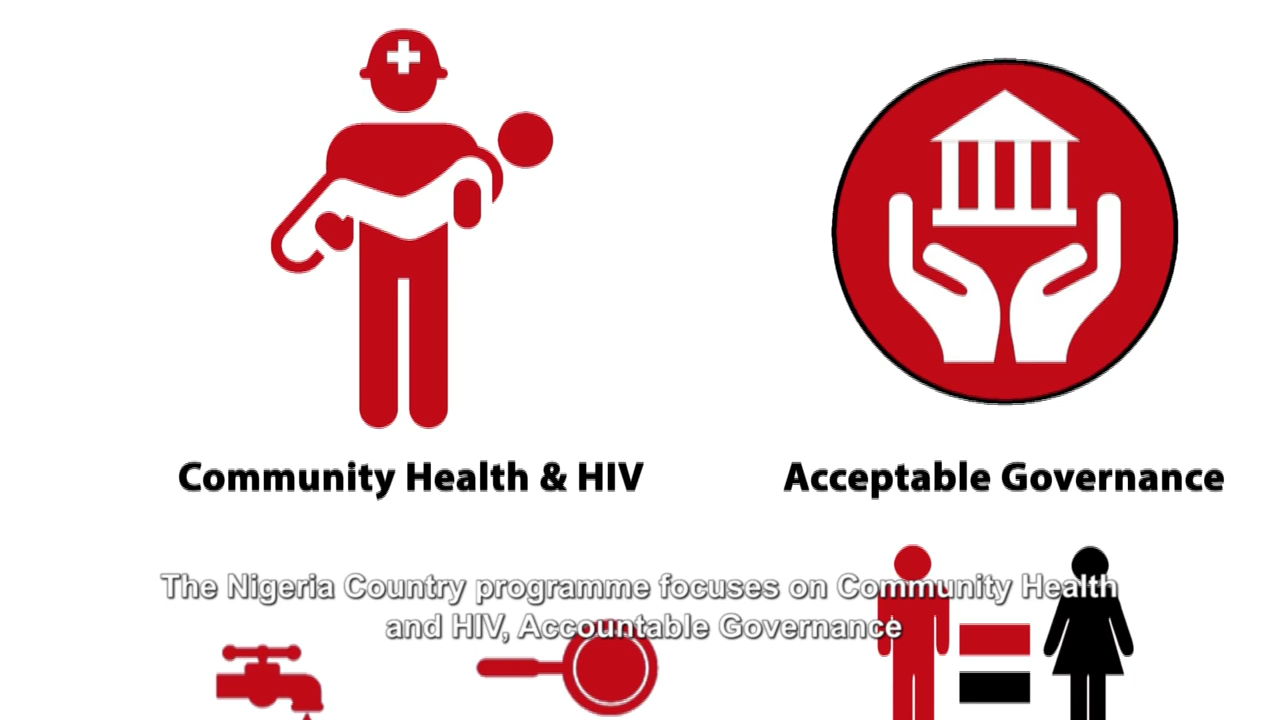 Community Health & HIV
Acceptable Governance
The Nigeria Country programme focuses on Community Health
and HIV, Accountable Governance